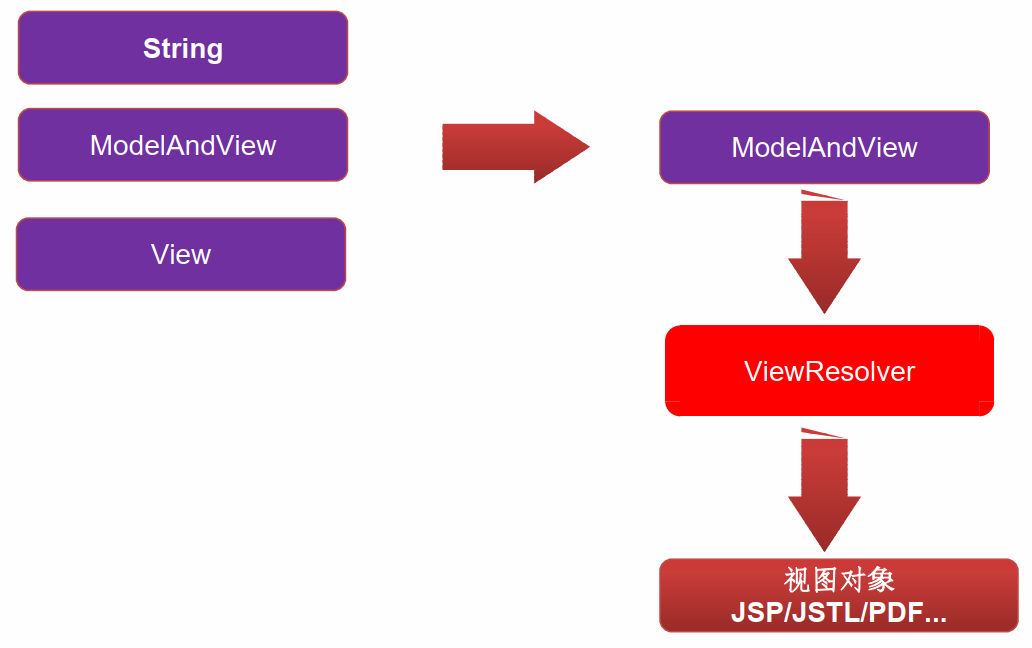 String
ModelAndView
View
ModelAndView
ViewResolver
视图对象
JSP/JSTL/PDF...